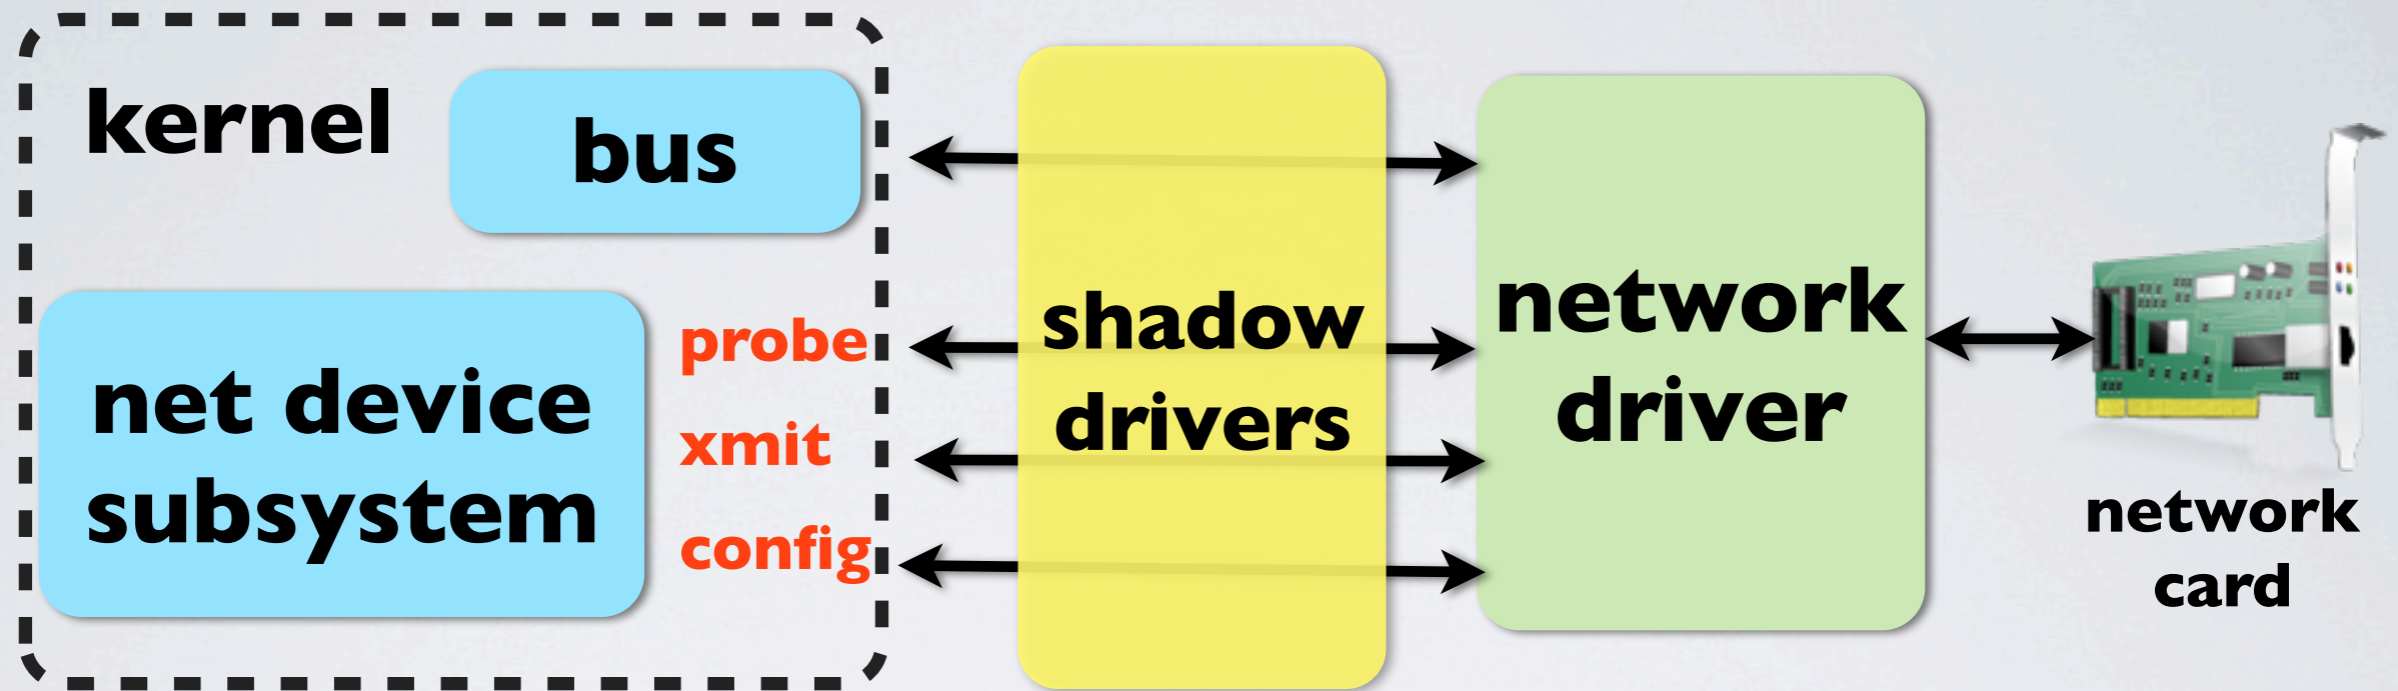 kernel
bus
net device
subsystem
probe
xmit
config
shadow
drivers
network
driver
network
card